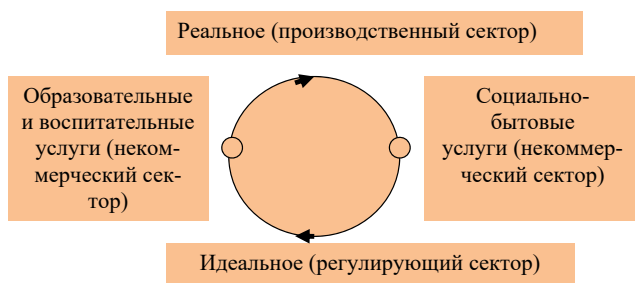 Реальное (производственный сектор)
Образовательные
и воспитательные
услуги (неком-
мерческий сек-
тор)
Социально-
бытовые
услуги (некоммер-
ческий сектор)
Идеальное (регулирующий сектор)